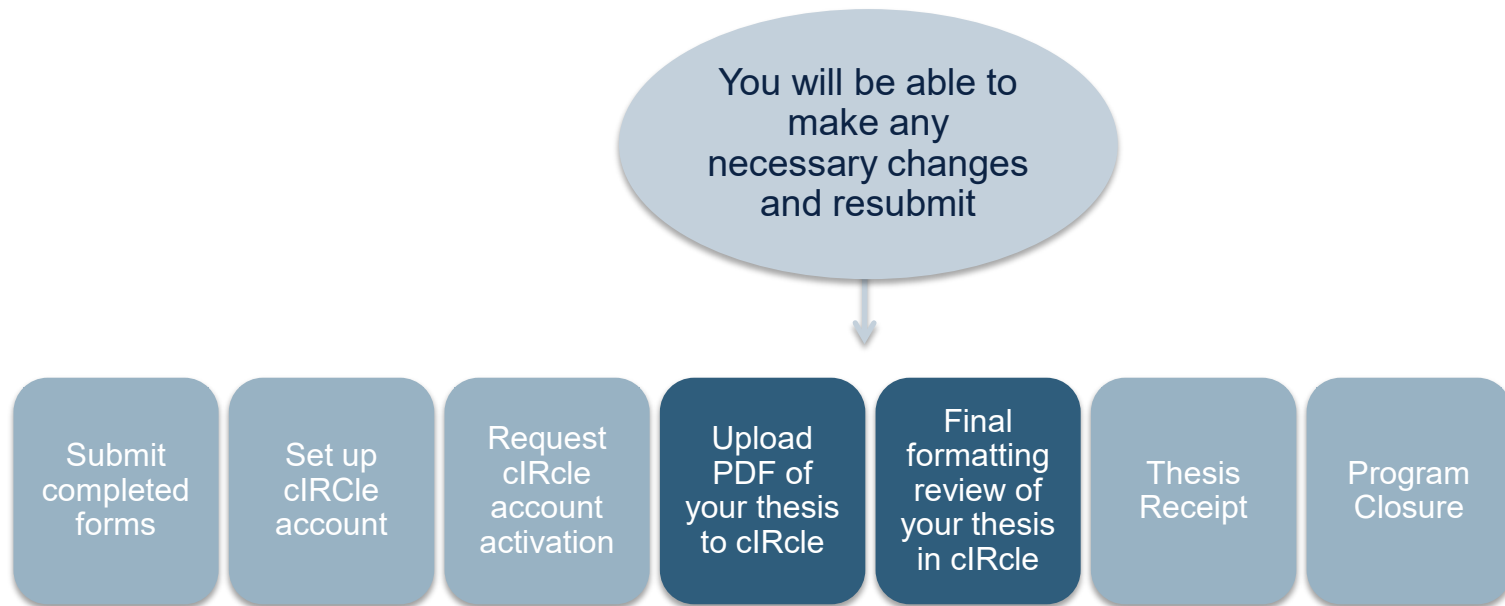 You will be able to
make any
necessary changes
and resubmit
Submit
completed
forms
Set up
cIRCle
account
Request
cIRcle
account
activation
Upload
PDF of
your thesis
to cIRcle
Final
formatting
review of
your thesis
in cIRcle
Thesis
Receipt
Program
Closure